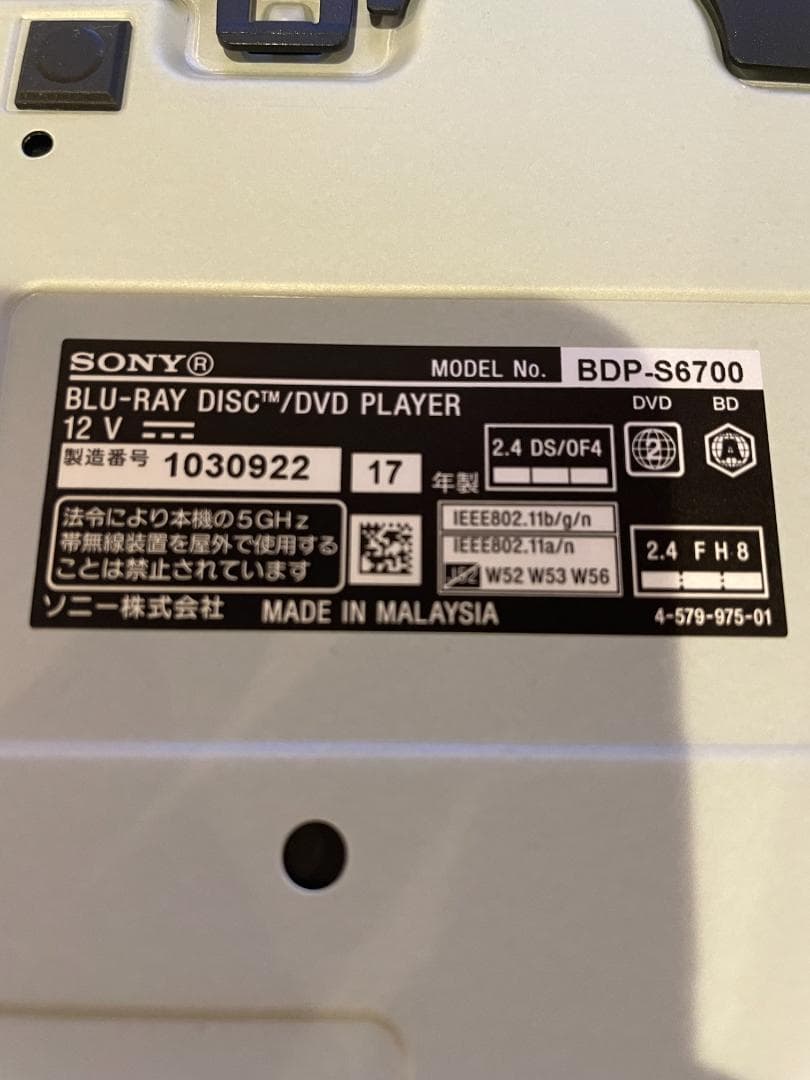 SONY® MODEL No. BDP-S6700
BLU-RAY DISC™/DVD PLAYER DVD BD
12 V
製造番号 1030922 17 年製 2.4 DS/OF4 2 A
法令により本機の5GHz
帯無線装置を屋外で使用する
ことは禁止されています
IEEE802.11b/g/n
IEEE802.11a/n
J52 W52 W53 W56
2.4 FH8
ソニー株式会社 MADE IN MALAYSIA 4-579-975-01